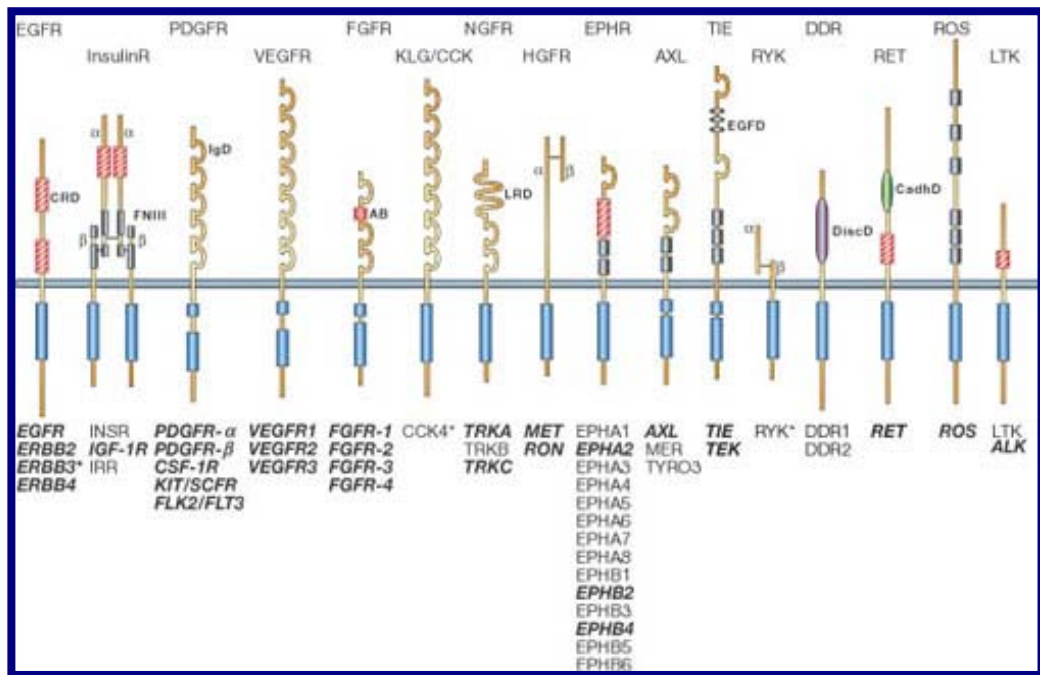 EGFR PDGFR FGFR NGFR EPHR TIE DDR ROS
InsulinR VEGFR KLG/CCK HGFR AXL RYK RET LTK
α α
IgD
EGFD
α β
CRD
LRD
CadhD
FNIII
AB
β β
α
DiscD
β
EGFR INSR PDGFR-α VEGFR1 FGFR-1 CCK4* TRKA MET EPHA1 AXL TIE RYK* DDR1 RET ROS LTK
ERBB2 IGF-1R PDGFR-β VEGFR2 FGFR-2 TRKB RON EPHA2 MER TEK DDR2 ALK
ERBB3* IRR CSF-1R VEGFR3 FGFR-3 TRKC EPHA3 TYRO3
ERBB4 KIT/SCFR FGFR-4 EPHA4
FLK2/FLT3 EPHA5
EPHA6
EPHA7
EPHA8
EPHB1
EPHB2
EPHB3
EPHB4
EPHB5
EPHB6